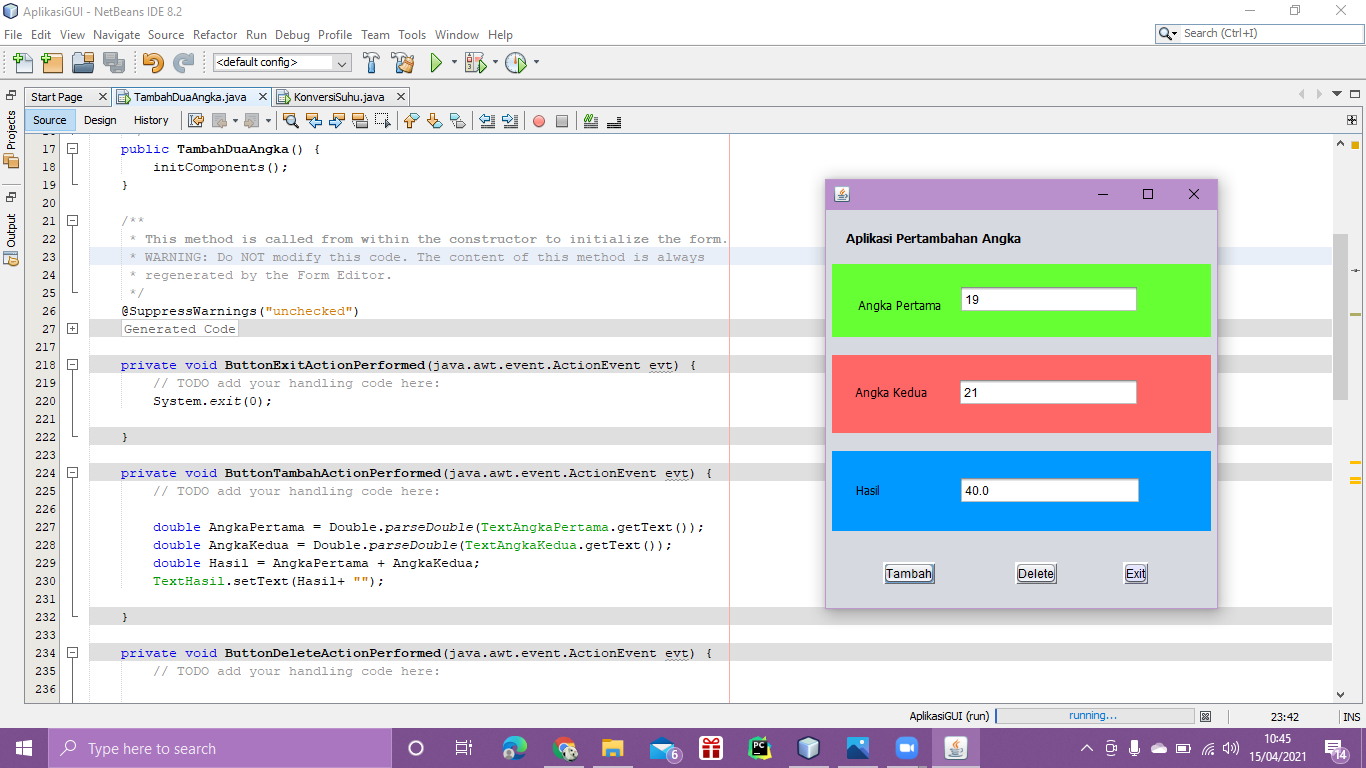 AplikasiGUI - NetBeans IDE 8.2
File Edit View Navigate Source Refactor Run Debug Profile Team Tools Window Help
Search (Ctrl+I)
<default config>
Start Page TambahDuaAngka.java KonversiSuhu.java
Source Design History
Projects
Output
17 public TambahDuaAngka() {
18 initComponents();
19 }
20
21 /**
22 * This method is called from within the constructor to initialize the form.
23 * WARNING: Do NOT modify this code. The content of this method is always
24 * regenerated by the Form Editor.
25 */
26 @SuppressWarnings("unchecked")
27 Generated Code
217
218 private void ButtonExitActionPerformed(java.awt.event.ActionEvent evt) {
219 // TODO add your handling code here:
220 System.exit(0);
221
222 }
223
224 private void ButtonTambahActionPerformed(java.awt.event.ActionEvent evt) {
225 // TODO add your handling code here:
226
227 double AngkaPertama = Double.parseDouble(TextAngkaPertama.getText());
228 double AngkaKedua = Double.parseDouble(TextAngkaKedua.getText());
229 double Hasil = AngkaPertama + AngkaKedua;
230 TextHasil.setText(Hasil+ "");
231
232 }
233
234 private void ButtonDeleteActionPerformed(java.awt.event.ActionEvent evt) {
235 // TODO add your handling code here:
236
Aplikasi Pertambahan Angka
Angka Pertama 19
Angka Kedua 21
Hasil 40.0
Tambah Delete Exit
AplikasiGUI (run) running... 23:42 INS
Type here to search
6
PC
10:45
15/04/2021
14